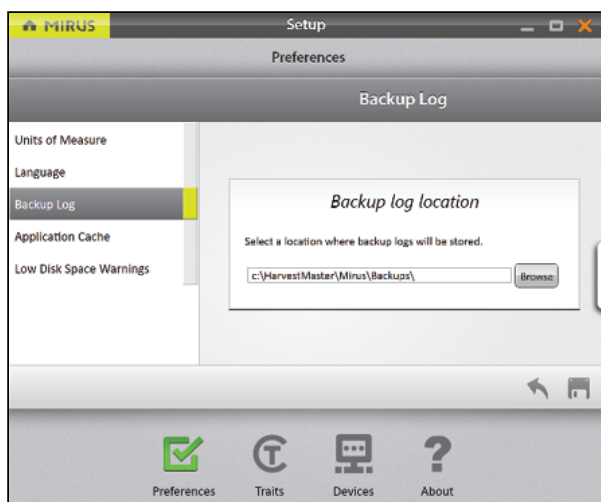 MIRUS
Setup
Preferences
Backup Log
Units of Measure
Language
Backup Log
Application Cache
Low Disk Space Warnings
Backup log location
Select a location where backup logs will be stored.
c:\HarvestMaster\Mirus\Backups\
Browse
Preferences
Traits
Devices
About